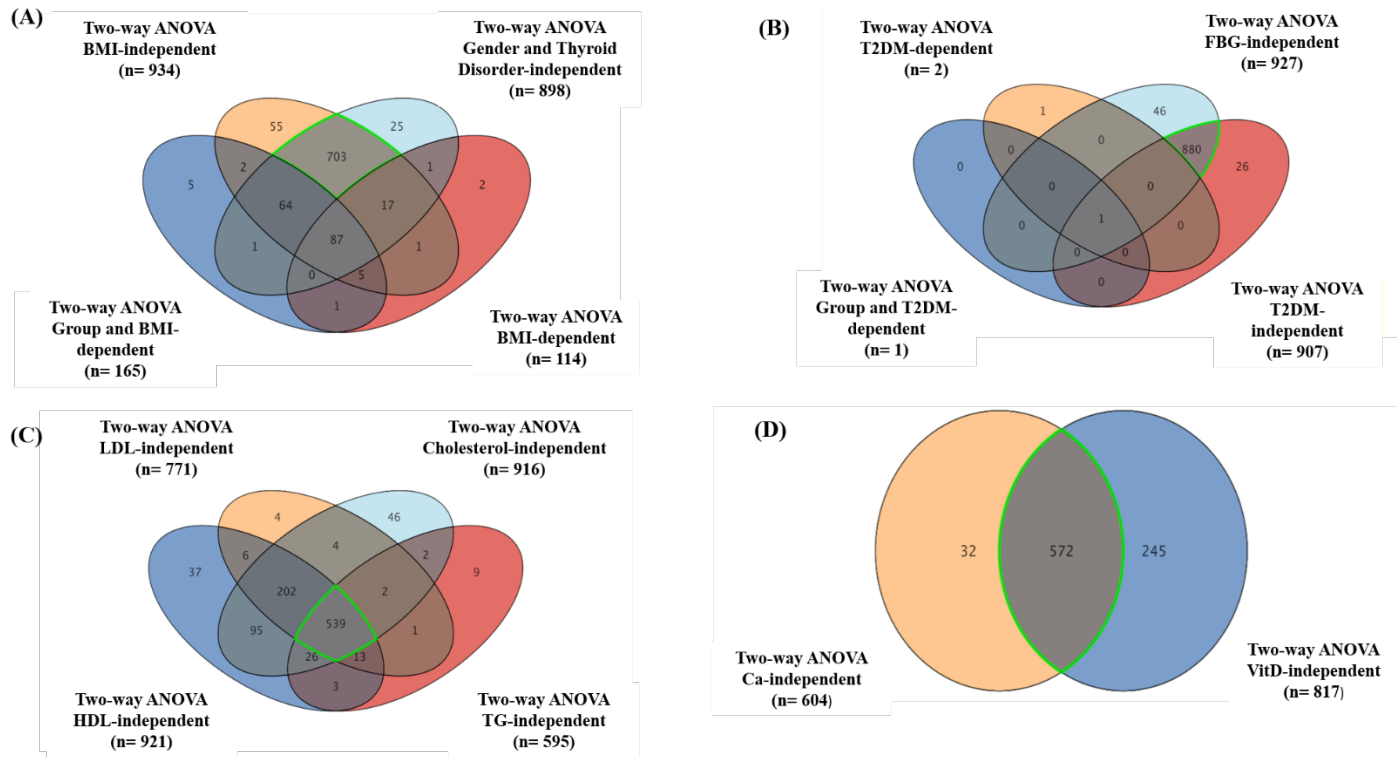 (A)
Two-way ANOVA
BMI-independent
(n= 934)
Two-way ANOVA
Gender and Thyroid
Disorder-independent
(n= 898)
55
25
5
2
703
1
2
64
17
1
87
1
0
5
1
Two-way ANOVA
Group and BMI-
dependent
(n= 165)
Two-way ANOVA
BMI-dependent
(n= 114)
(B)
Two-way ANOVA
T2DM-dependent
(n= 2)
Two-way ANOVA
FBG-independent
(n= 927)
1
46
0
0
0
880
26
0
0
0
1
0
0
0
0
Two-way ANOVA
Group and T2DM-
dependent
(n= 1)
Two-way ANOVA
T2DM-
independent
(n= 907)
(C)
Two-way ANOVA
LDL-independent
(n= 771)
Two-way ANOVA
Cholesterol-independent
(n= 916)
4
46
37
6
4
2
9
202
2
95
539
1
26
13
3
Two-way ANOVA
HDL-independent
(n= 921)
Two-way ANOVA
TG-independent
(n= 595)
(D)
32
572
245
Two-way ANOVA
Ca-independent
(n= 604)
Two-way ANOVA
VitD-independent
(n= 817)